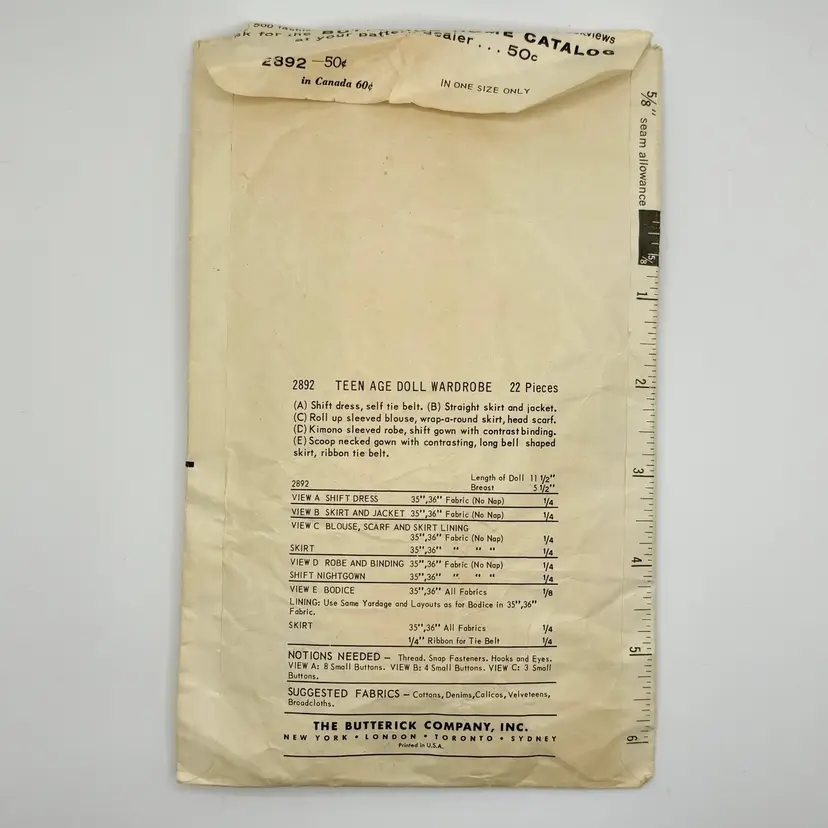 CATALOG
at your
dealer . . . 50c
2892 — 50¢
in Canada 60¢
IN ONE SIZE ONLY
5/8" seam allowance
5/8
1
2
3
4
5
6
2892 TEEN AGE DOLL WARDROBE 22 Pieces
(A) Shift dress, self tie belt. (B) Straight skirt and jacket.
(C) Roll up sleeved blouse, wrap-a-round skirt, head scarf.
(D) Kimono sleeved robe, shift gown with contrast binding.
(E) Scoop necked gown with contrasting, long bell shaped
skirt, ribbon tie belt.
Length of Doll 11 1/2"
2892 Breast 5 1/2"
VIEW A SHIFT DRESS 35",36" Fabric (No Nap) 1/4
VIEW B SKIRT AND JACKET 35",36" Fabric (No Nap) 1/4
VIEW C BLOUSE, SCARF AND SKIRT LINING
35",36" Fabric (No Nap) 1/4
SKIRT 35",36" " " " 1/4
VIEW D ROBE AND BINDING 35",36" Fabric (No Nap) 1/4
SHIFT NIGHTGOWN 35",36" " " " 1/4
VIEW E BODICE 35",36" All Fabrics 1/8
LINING: Use Same Yardage and Layouts as for Bodice in 35",36"
Fabric.
SKIRT 35",36" All Fabrics 1/4
1/4" Ribbon for Tie Belt 1/4
NOTIONS NEEDED — Thread. Snap Fasteners. Hooks and Eyes.
VIEW A: 8 Small Buttons. VIEW B: 4 Small Buttons. VIEW C: 3 Small
Buttons.
SUGGESTED FABRICS — Cottons, Denims, Calicos, Velveteens,
Broadcloths.
THE BUTTERICK COMPANY, INC.
NEW YORK • LONDON • TORONTO • SYDNEY
Printed in U.S.A.